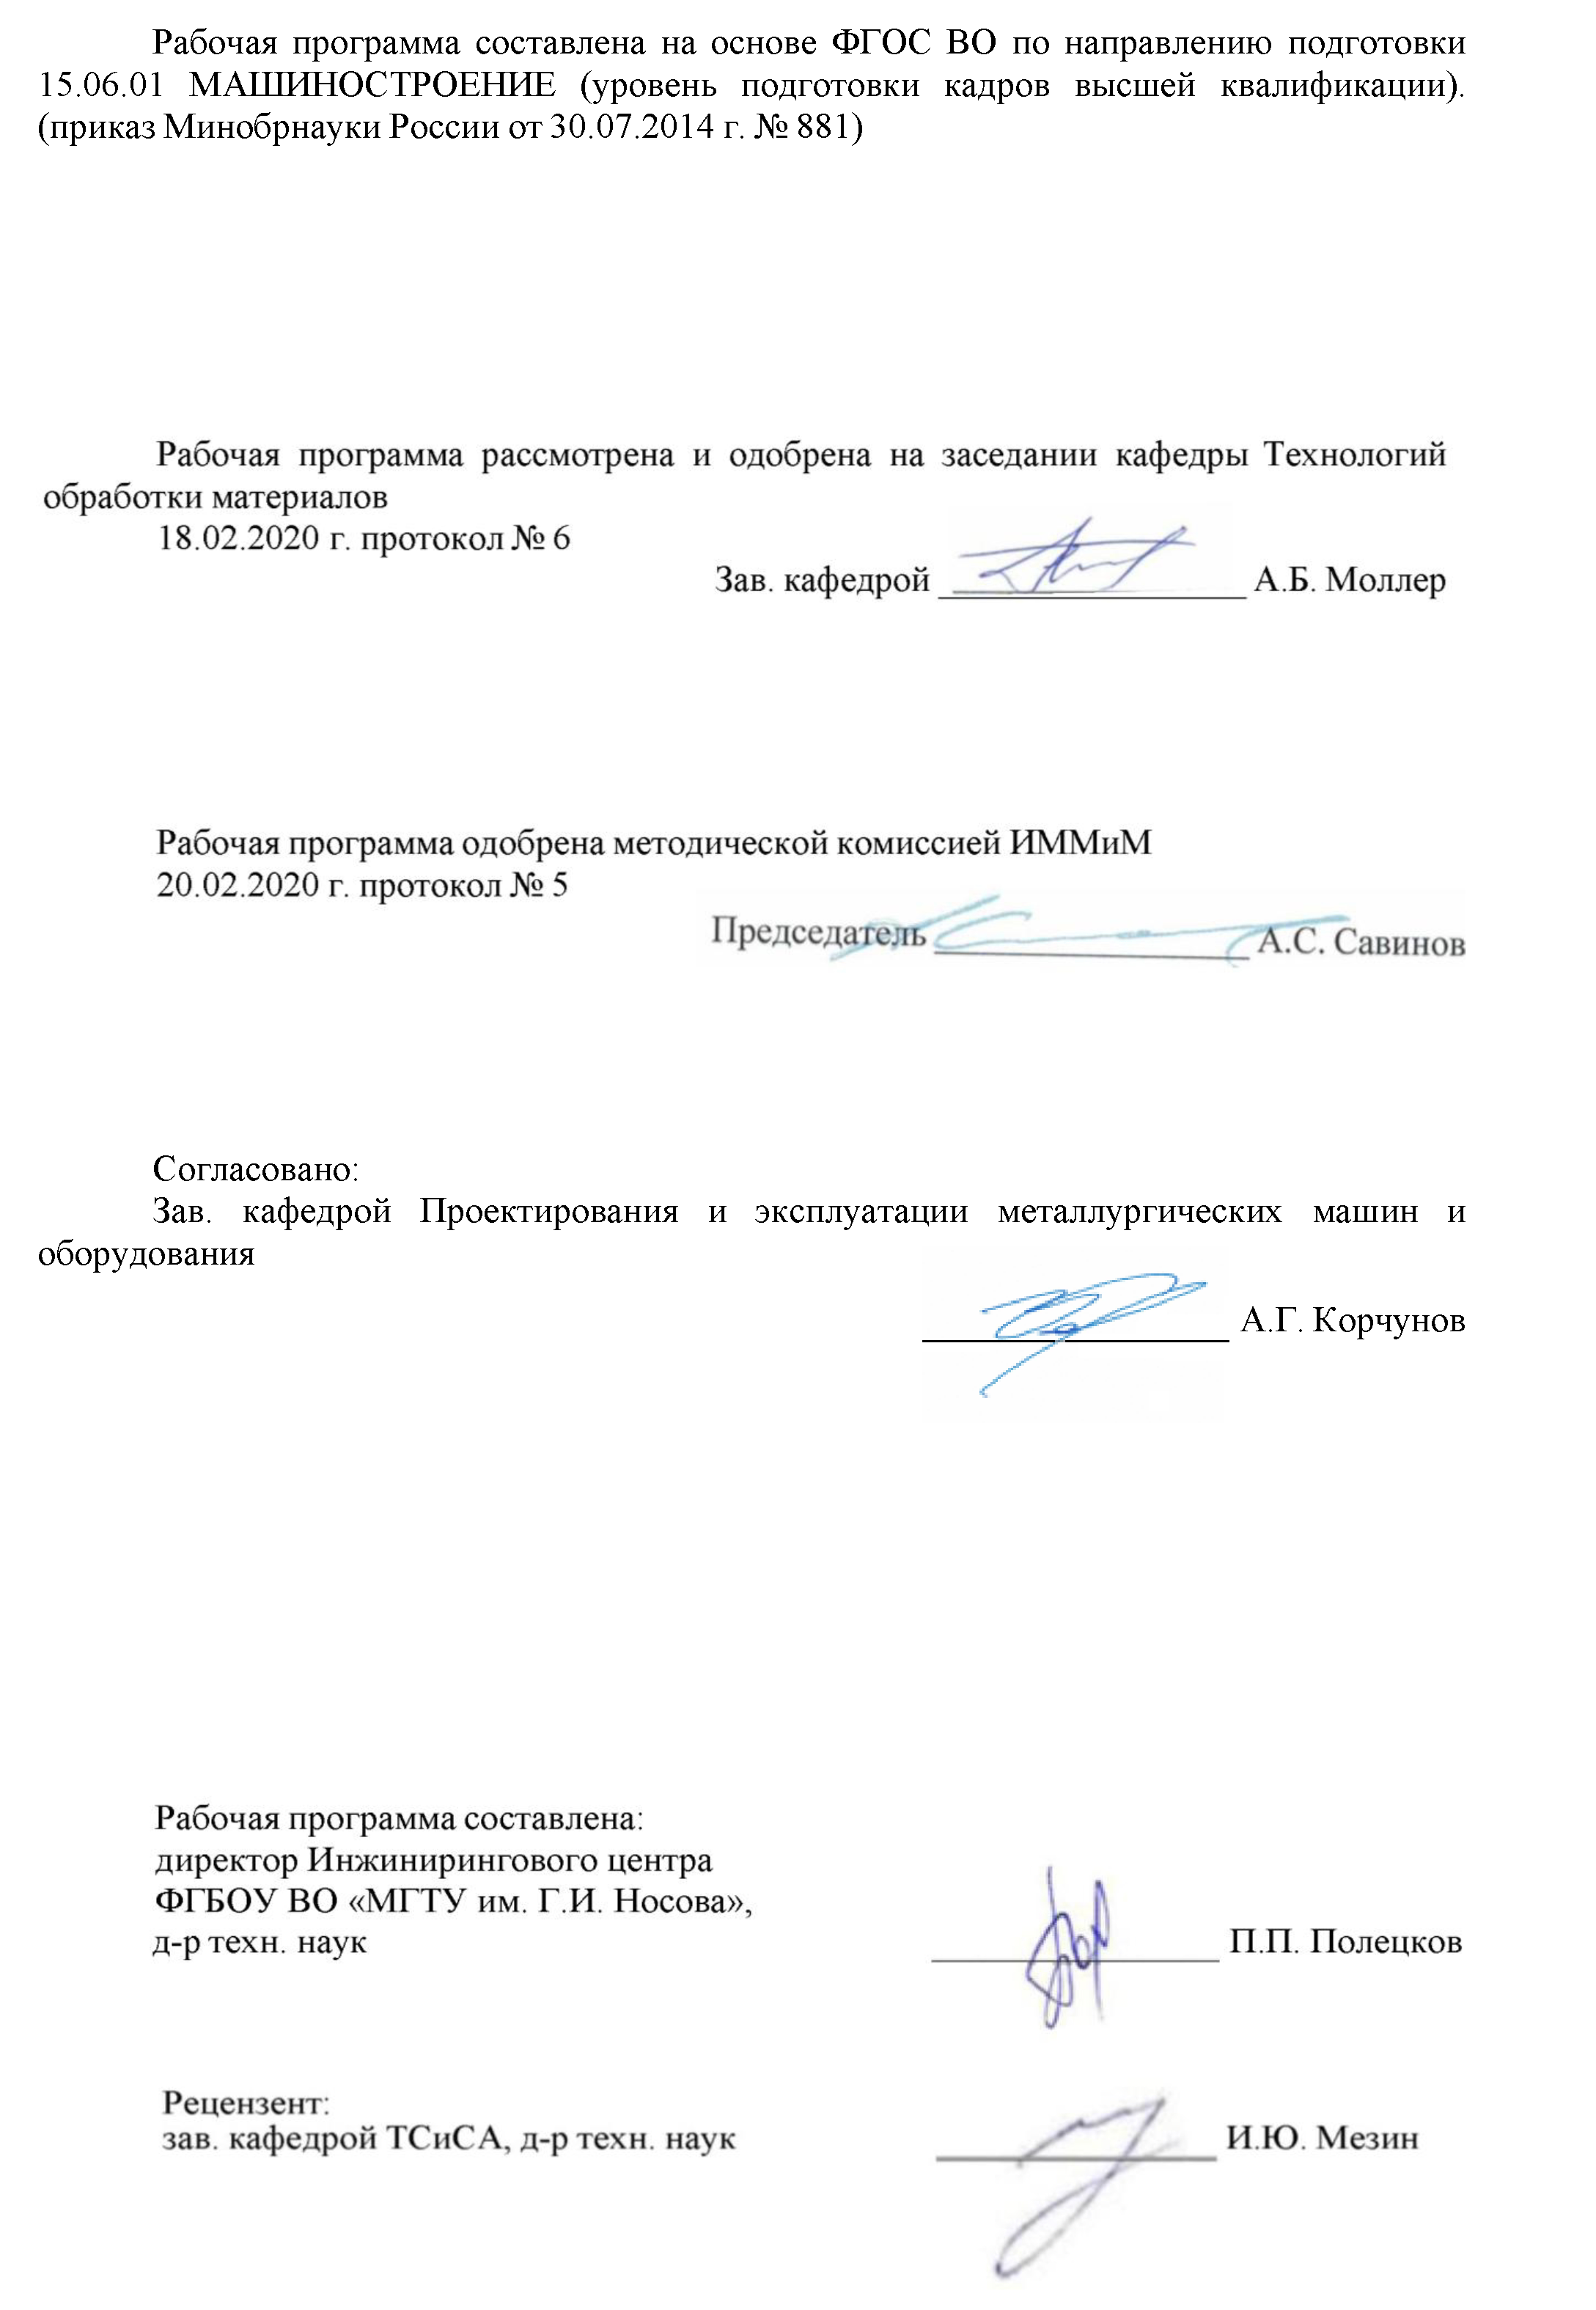 Рабочая программа составлена на основе ФГОС ВО по направлению подготовки
15.06.01 МАШИНОСТРОЕНИЕ (уровень подготовки кадров высшей квалификации).
(приказ Минобрнауки России от 30.07.2014 г. № 881)
Рабочая программа рассмотрена и одобрена на заседании кафедры Технологий
обработки материалов
18.02.2020 г. протокол № 6
Зав. кафедрой А.Б. Моллер
Рабочая программа одобрена методической комиссией ИММиМ
20.02.2020 г. протокол № 5
Председатель А.С. Савинов
Согласовано:
Зав. кафедрой Проектирования и эксплуатации металлургических машин и
оборудования
А.Г. Корчунов
Рабочая программа составлена:
директор Инжинирингового центра
ФГБОУ ВО «МГТУ им. Г.И. Носова»,
д-р техн. наук П.П. Полецков
Рецензент:
зав. кафедрой ТСиСА, д-р техн. наук И.Ю. Мезин